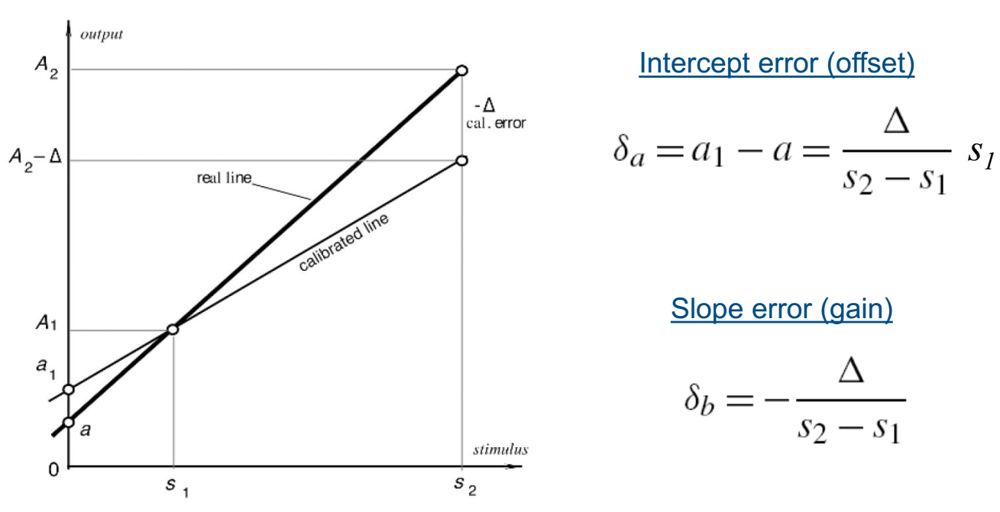 output
A₂
-Δ
cal. error
A₂−Δ
real line
calibrated line
A₁
a₁
a
stimulus
0
s₁
s₂
Intercept error (offset)
δₐ = a₁ − a = Δ / (s₂ − s₁) s₁
Slope error (gain)
δ_b = − Δ / (s₂ − s₁)